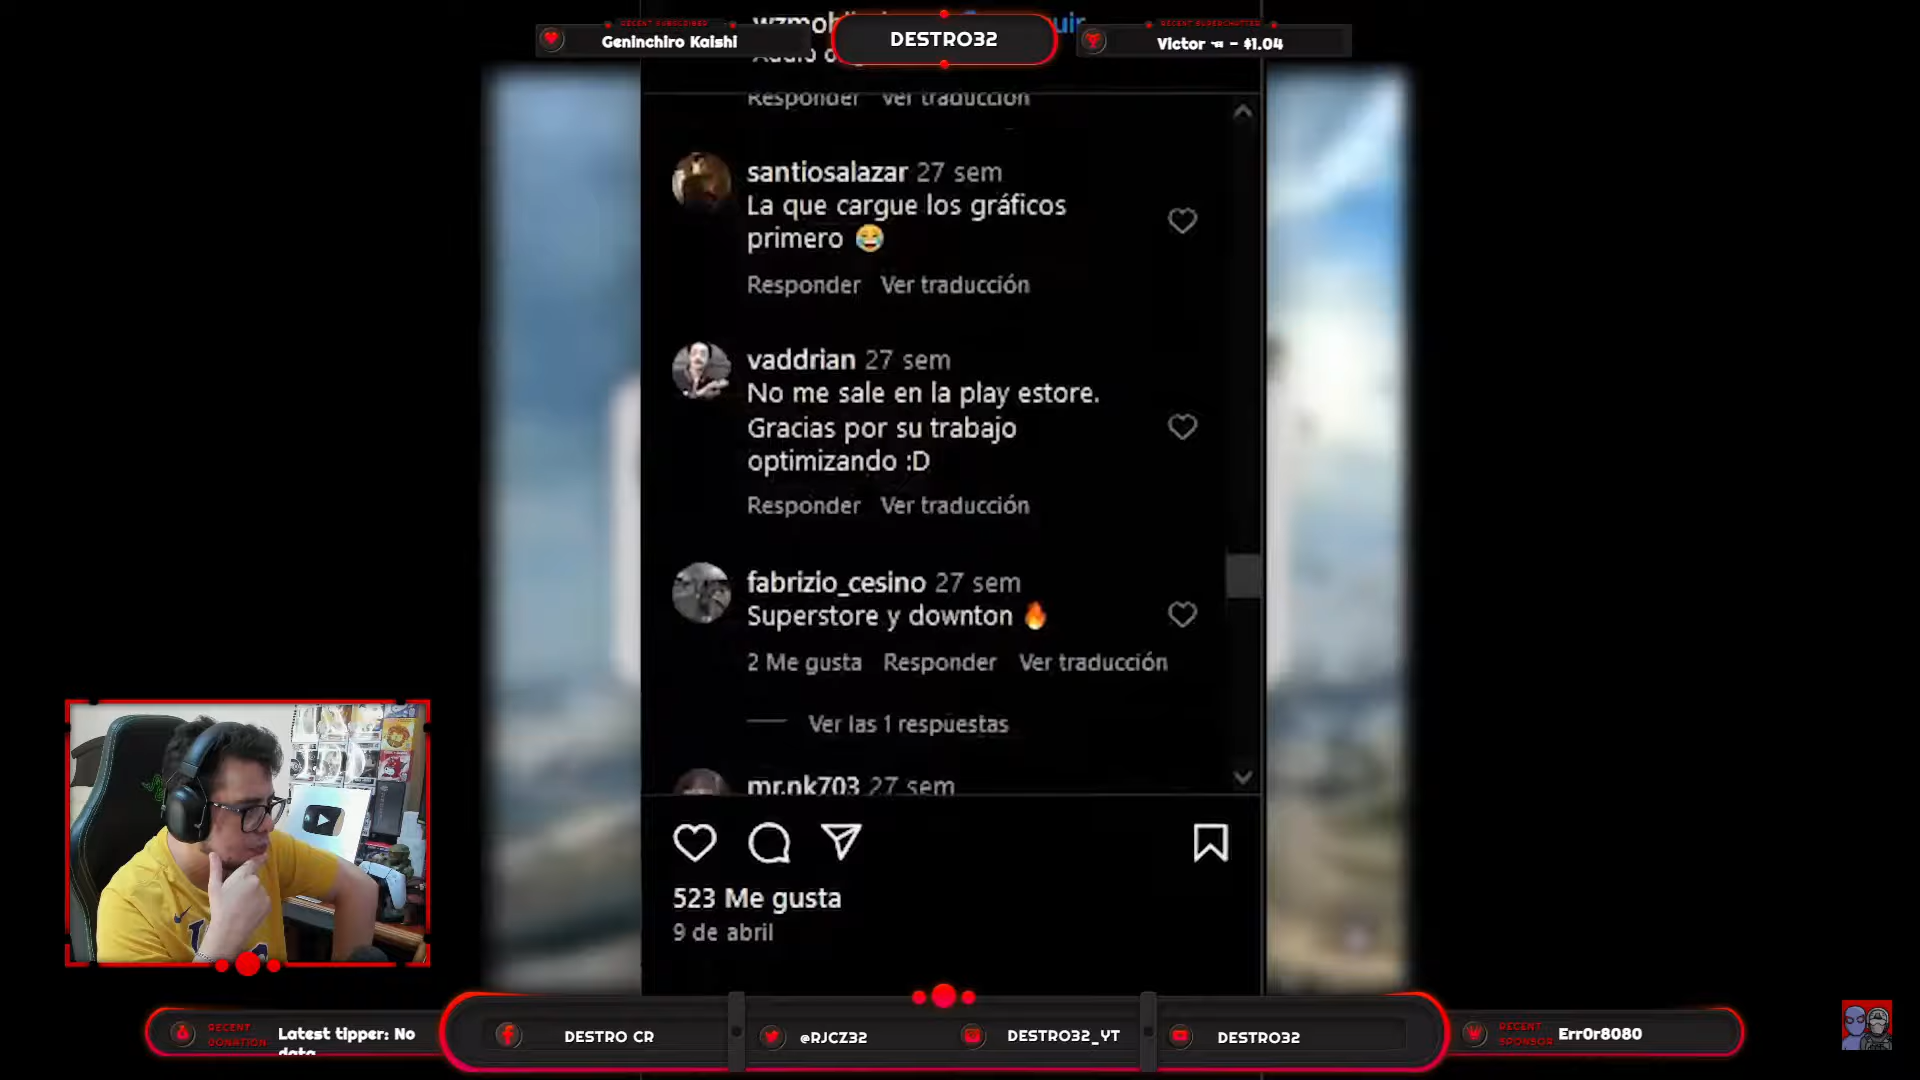 RECENT SUBSCRIBER
Geninchiro Kaishi
DESTRO32
RECENT SUPERCHATTER
Victor
- $1.04
Responder Ver traducción
santiosalazar 27 sem
La que cargue los gráficos
primero 😂
Responder Ver traducción
vaddrian 27 sem
No me sale en la play estore.
Gracias por su trabajo
optimizando :D
Responder Ver traducción
fabrizio_cesino 27 sem
Superstore y downton 🔥
2 Me gusta Responder Ver traducción
Ver las 1 respuestas
mr.nk703 27 sem
523 Me gusta
9 de abril
RECENT
DONATION
Latest tipper: No
data
DESTRO CR
@RJCZ32
DESTRO32_YT
DESTRO32
RECENT
SPONSOR
Err0r8080